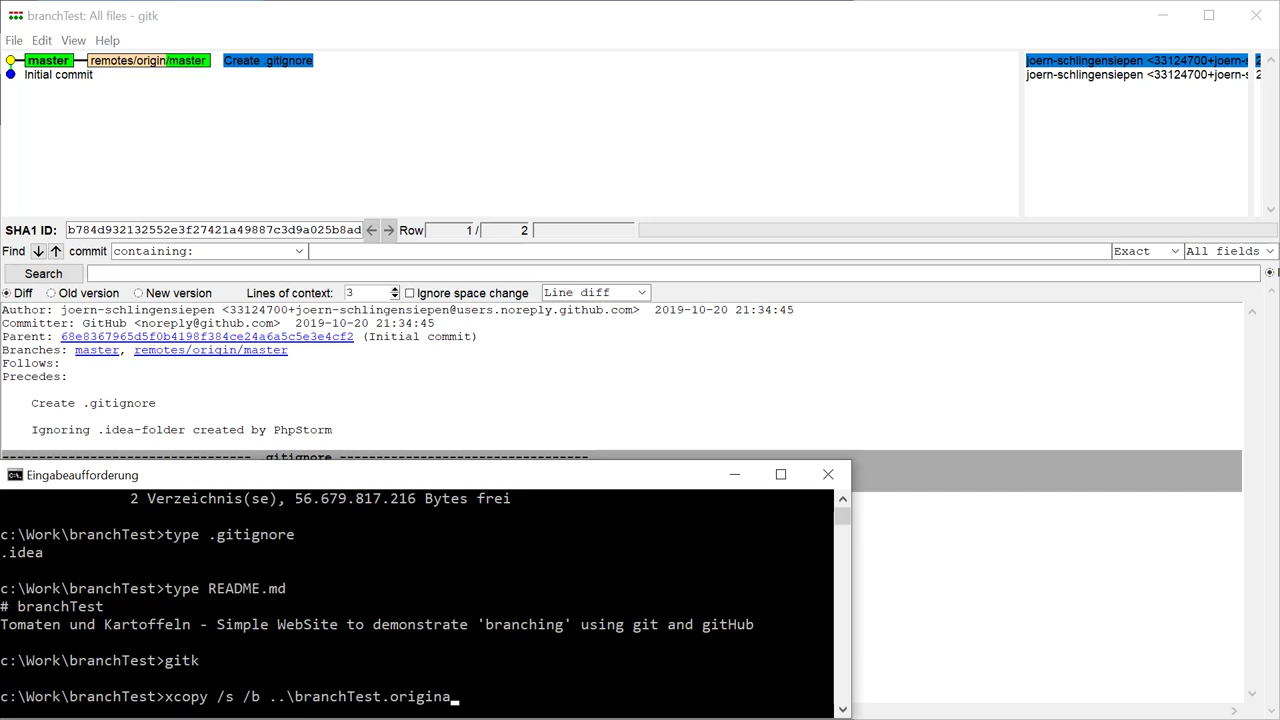 branchTest: All files - gitk
File Edit View Help
master remotes/origin/master Create .gitignore joern-schlingensiepen <33124700+joern-s 2
Initial commit joern-schlingensiepen <33124700+joern-s 2
SHA1 ID: b784d932132552e3f27421a49887c3d9a025b8ad Row 1 / 2
Find commit containing: Exact All fields
Search
Diff Old version New version Lines of context: 3 Ignore space change Line diff
Author: joern-schlingensiepen <33124700+joern-schlingensiepen@users.noreply.github.com> 2019-10-20 21:34:45
Committer: GitHub <noreply@github.com> 2019-10-20 21:34:45
Parent: 68e8367965d5f0b4198f384ce24a6a5c5e3e4cf2 (Initial commit)
Branches: master, remotes/origin/master
Follows:
Precedes:
Create .gitignore
Ignoring .idea-folder created by PhpStorm
--------------------------------- .gitignore ---------------------------------
Eingabeaufforderung
2 Verzeichnis(se), 56.679.817.216 Bytes frei
c:\Work\branchTest>type .gitignore
.idea
c:\Work\branchTest>type README.md
# branchTest
Tomaten und Kartoffeln - Simple WebSite to demonstrate 'branching' using git and gitHub
c:\Work\branchTest>gitk
c:\Work\branchTest>xcopy /s /b ..\branchTest.origina_